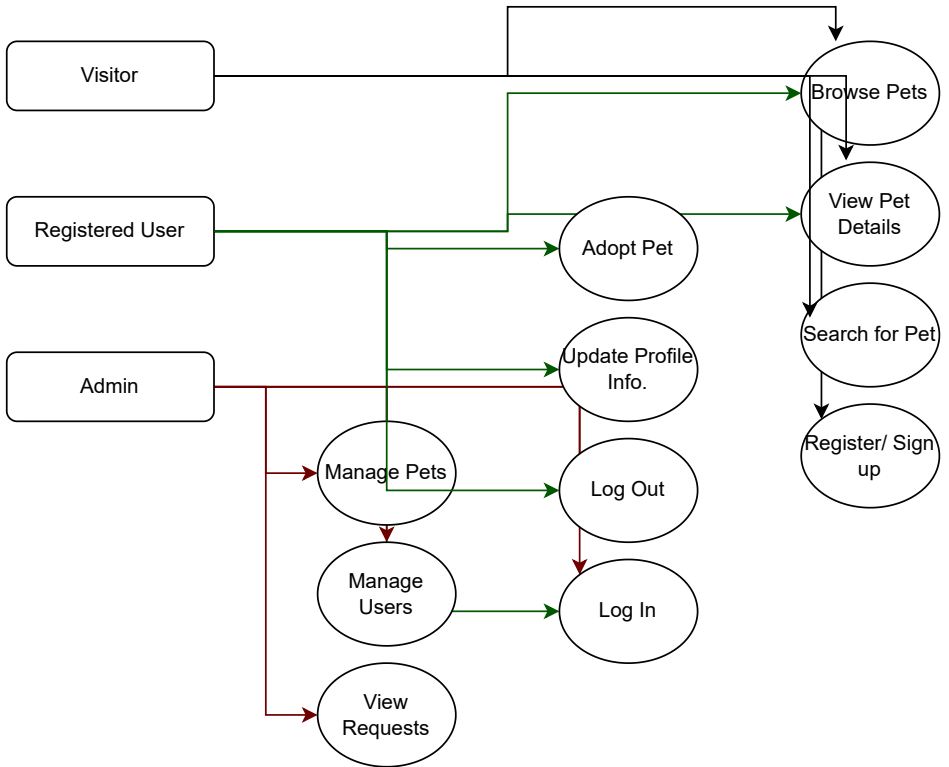 Visitor
Browse Pets
View Pet
Details
Registered User
Adopt Pet
Search for Pet
Update Profile
Info.
Admin
Register/ Sign
up
Manage Pets
Log Out
Manage
Users
Log In
View
Requests